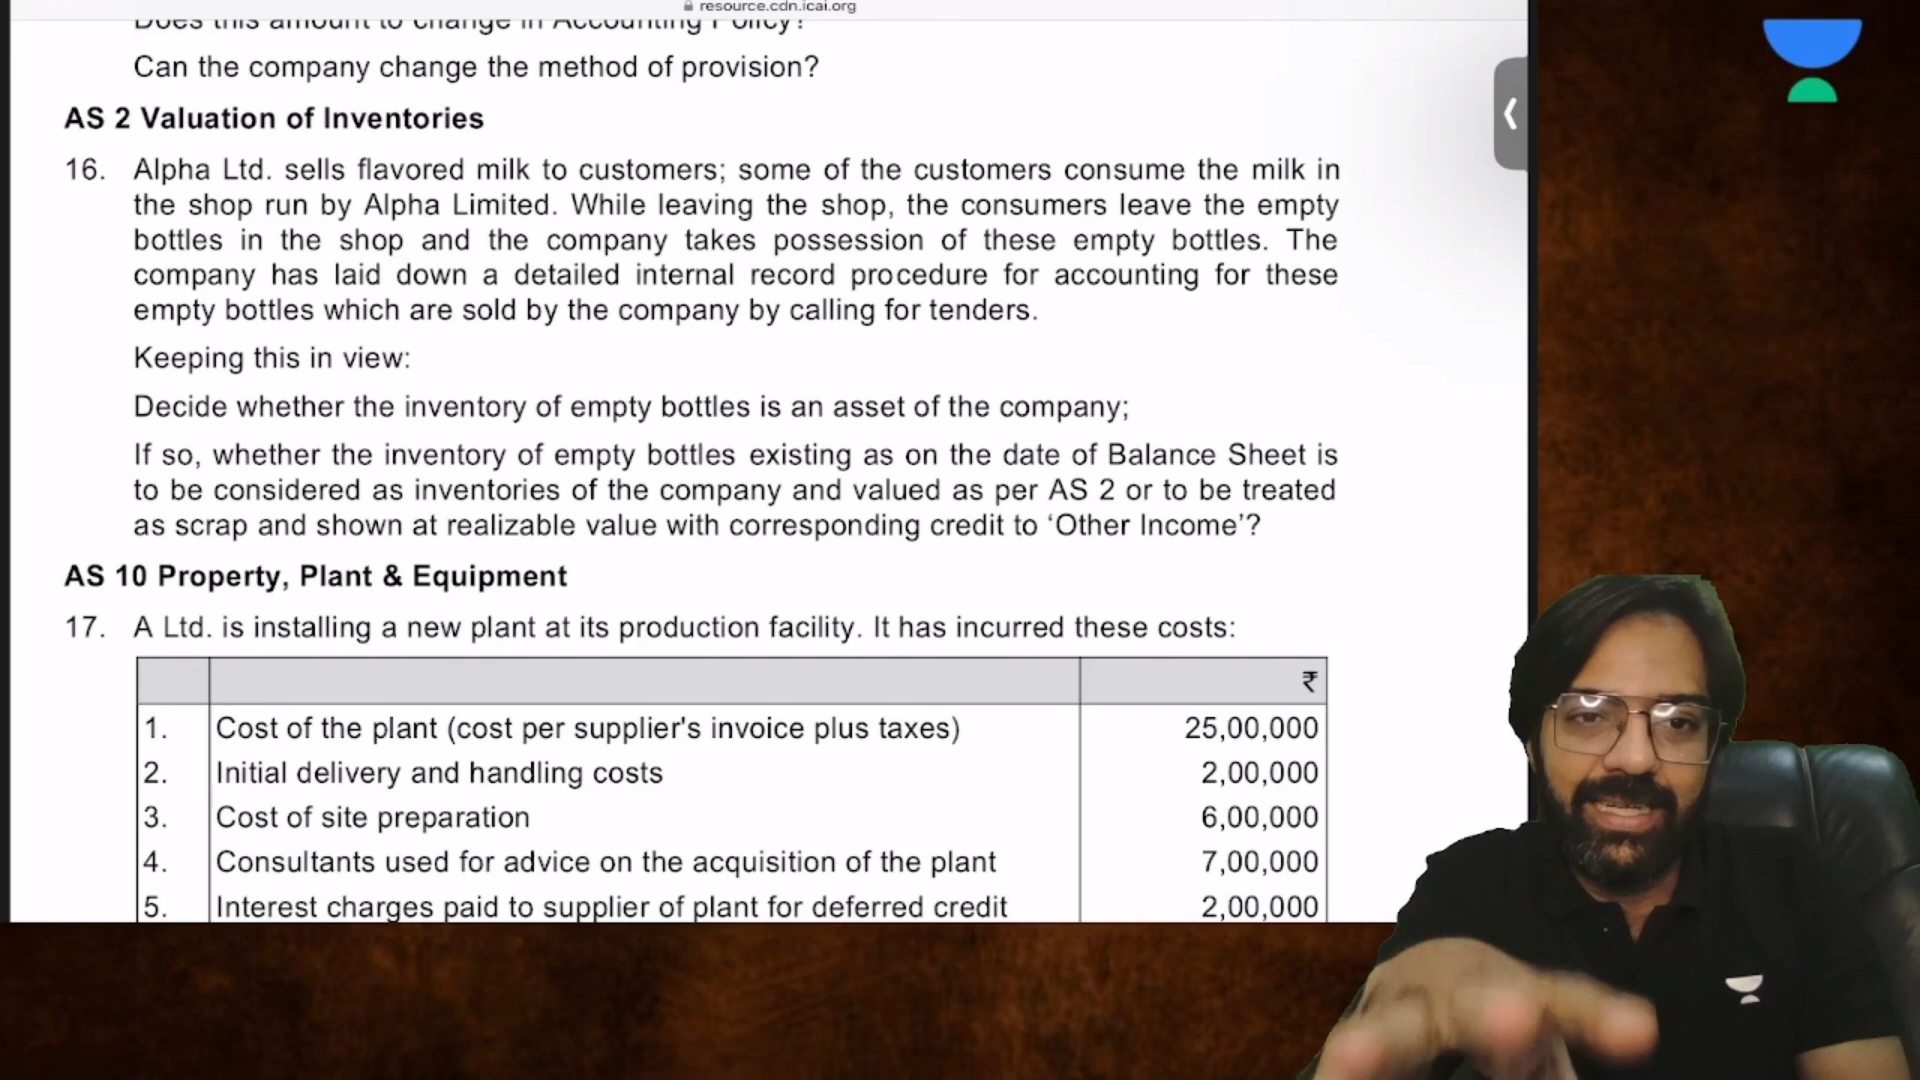 resource.cdn.icai.org
Does this amount to change in Accounting Policy?
Can the company change the method of provision?
AS 2 Valuation of Inventories
16. Alpha Ltd. sells flavored milk to customers; some of the customers consume the milk in
the shop run by Alpha Limited. While leaving the shop, the consumers leave the empty
bottles in the shop and the company takes possession of these empty bottles. The
company has laid down a detailed internal record procedure for accounting for these
empty bottles which are sold by the company by calling for tenders.
Keeping this in view:
Decide whether the inventory of empty bottles is an asset of the company;
If so, whether the inventory of empty bottles existing as on the date of Balance Sheet is
to be considered as inventories of the company and valued as per AS 2 or to be treated
as scrap and shown at realizable value with corresponding credit to ‘Other Income’?
AS 10 Property, Plant & Equipment
17. A Ltd. is installing a new plant at its production facility. It has incurred these costs:
₹
1. Cost of the plant (cost per supplier's invoice plus taxes) 25,00,000
2. Initial delivery and handling costs 2,00,000
3. Cost of site preparation 6,00,000
4. Consultants used for advice on the acquisition of the plant 7,00,000
5. Interest charges paid to supplier of plant for deferred credit 2,00,000